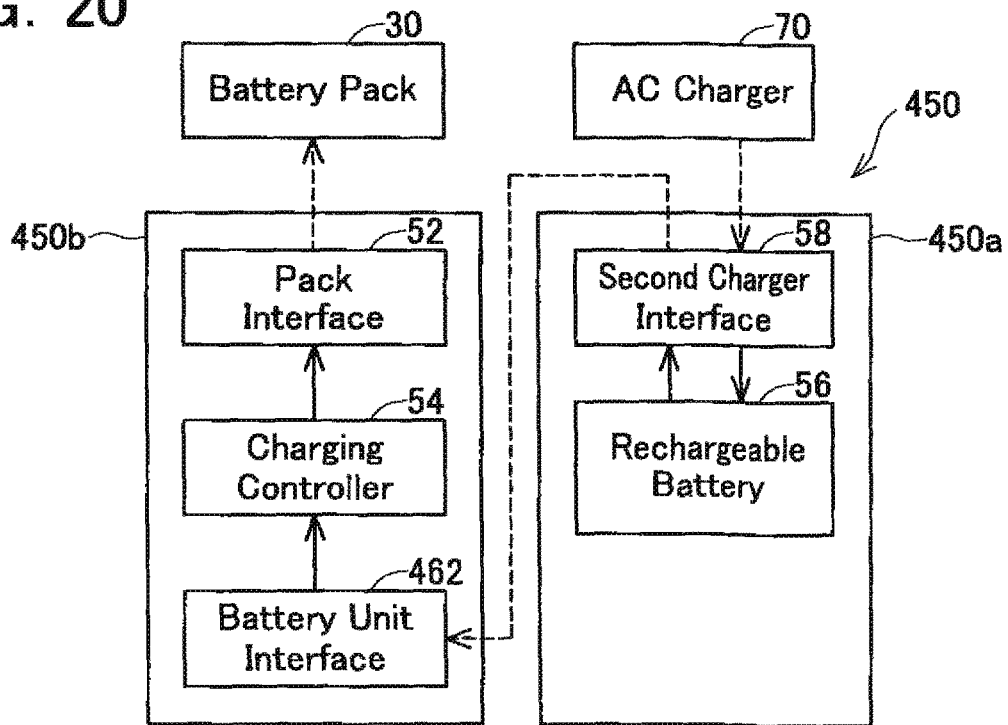 G. 20
30
Battery Pack
70
AC Charger
450
450b
52
Pack
Interface
58
Second Charger
Interface
450a
54
Charging
Controller
56
Rechargeable
Battery
462
Battery Unit
Interface